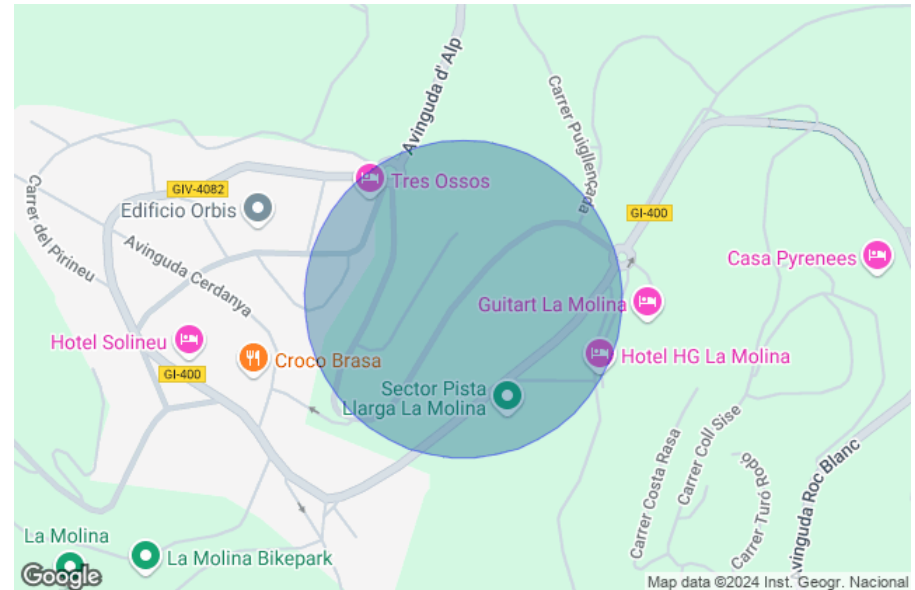 Avinguda d' Alp
Carrer Puigllençada
Tres Ossos
GIV-4082
Edificio Orbis
Carrer del Pirineu
Avinguda Cerdanya
GI-400
Casa Pyrenees
Guitart La Molina
Hotel Solineu
Croco Brasa
Hotel HG La Molina
GI-400
Sector Pista
Llarga La Molina
Carrer Costa Rasa
Carrer Coll Sise
Carrer Turó Rodó
Avinguda Roc Blanc
La Molina
La Molina Bikepark
Google
Map data ©2024 Inst. Geogr. Nacional